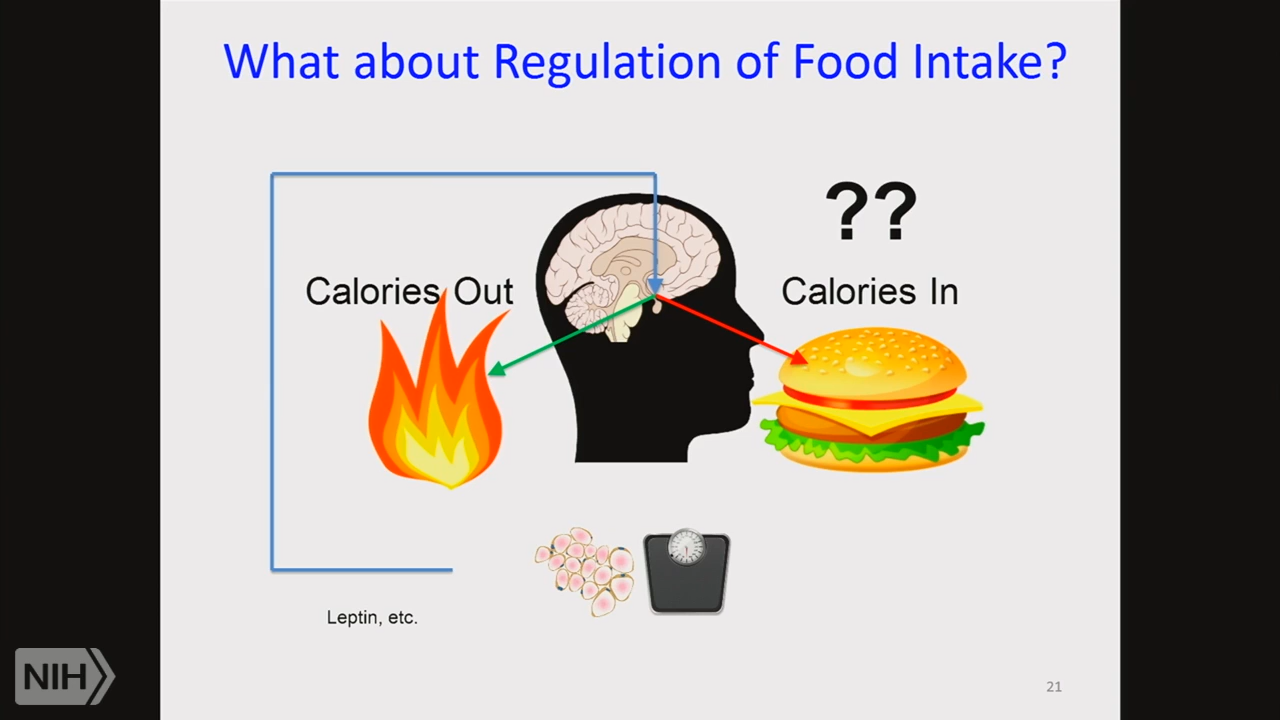 What about Regulation of Food Intake?
??
Calories Out
Calories In
Leptin, etc.
NIH
21